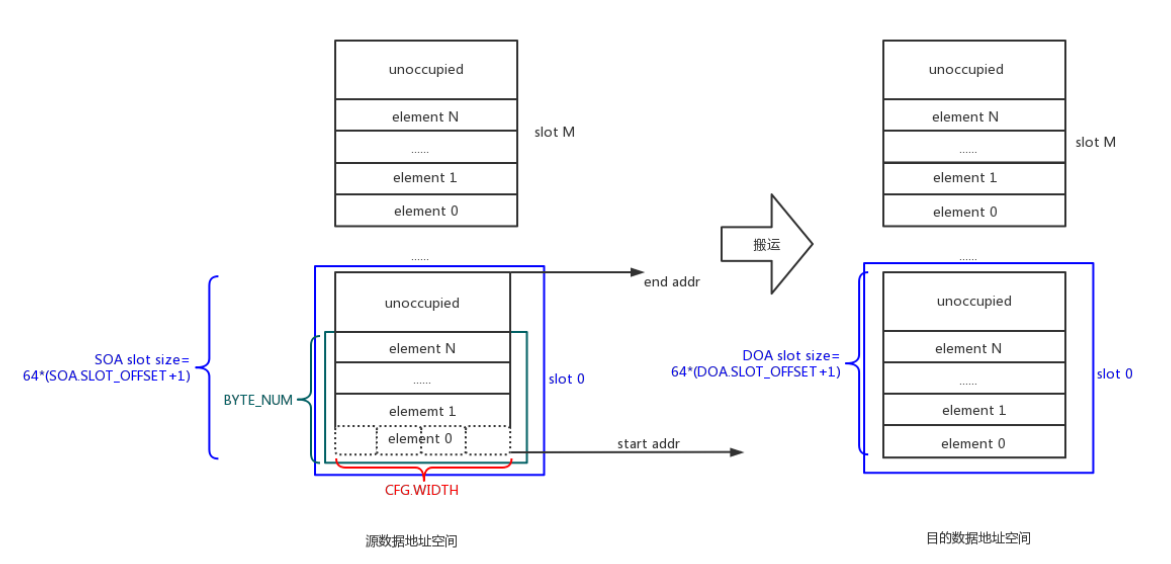 unoccupied
element N
......
element 1
element 0
slot M
unoccupied
element N
......
element 1
element 0
slot M
搬运
......
......
unoccupied
element N
......
elememt 1
element 0
end addr
start addr
slot 0
SOA slot size=
64*(SOA.SLOT_OFFSET+1)
BYTE_NUM
CFG.WIDTH
源数据地址空间
unoccupied
element N
......
element 1
element 0
DOA slot size=
64*(DOA.SLOT_OFFSET+1)
slot 0
目的数据地址空间